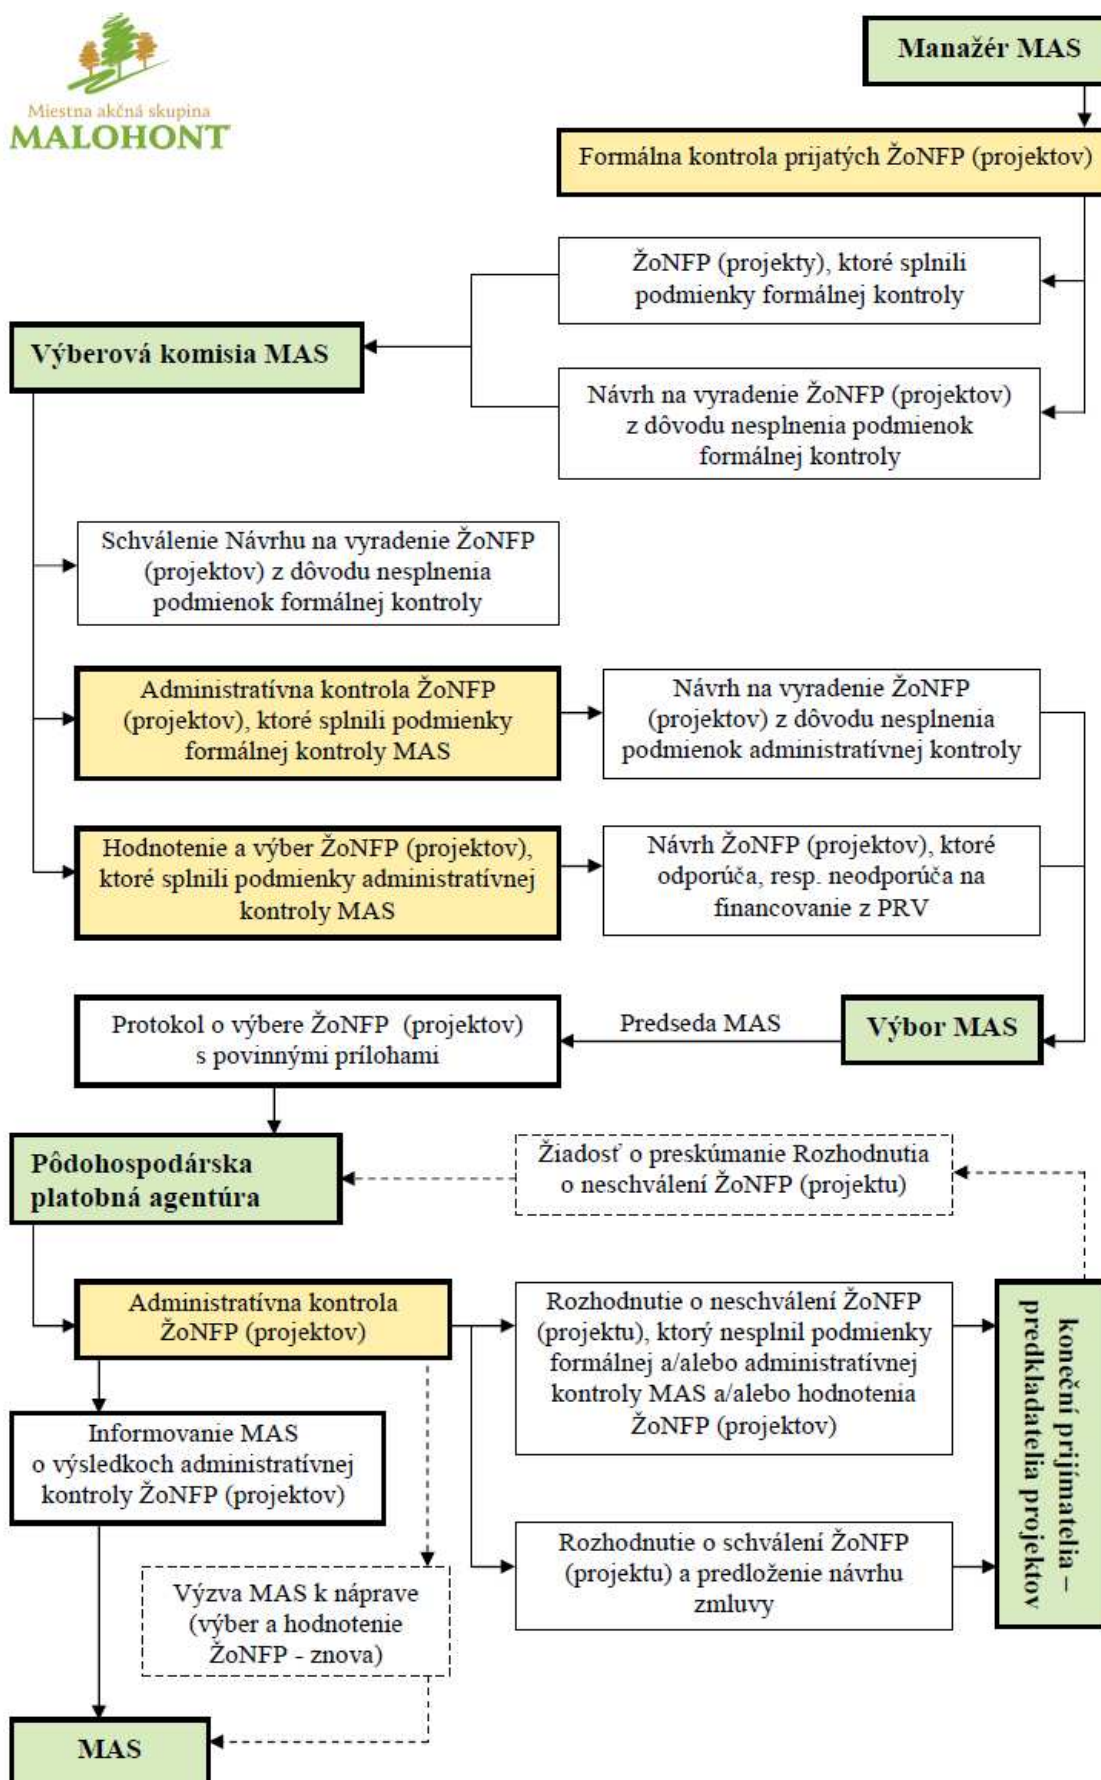 Miestna akčná skupina
MALOHONT
Manažér MAS
Formálna kontrola prijatých ŽoNFP (projektov)
ŽoNFP (projekty), ktoré splnili
podmienky formálnej kontroly
Výberová komisia MAS
Návrh na vyradenie ŽoNFP (projektov)
z dôvodu nesplnenia podmienok
formálnej kontroly
Schválenie Návrhu na vyradenie ŽoNFP
(projektov) z dôvodu nesplnenia
podmienok formálnej kontroly
Administratívna kontrola ŽoNFP
(projektov), ktoré splnili podmienky
formálnej kontroly MAS
Návrh na vyradenie ŽoNFP
(projektov) z dôvodu nesplnenia
podmienok administratívnej kontroly
Hodnotenie a výber ŽoNFP (projektov),
ktoré splnili podmienky administratívnej
kontroly MAS
Návrh ŽoNFP (projektov), ktoré
odporúča, resp. neodporúča na
financovanie z PRV
Protokol o výbere ŽoNFP (projektov)
s povinnými prílohami
Predseda MAS
Výbor MAS
Pôdohospodárska
platobná agentúra
Žiadosť o preskúmanie Rozhodnutia
o neschválení ŽoNFP (projektu)
Administratívna kontrola
ŽoNFP (projektov)
Rozhodnutie o neschválení ŽoNFP
(projektu), ktorý nesplnil podmienky
formálnej a/alebo administratívnej
kontroly MAS a/alebo hodnotenia
ŽoNFP (projektov)
koneční prijímatelia –
predkladatelia projektov
Informovanie MAS
o výsledkoch administratívnej
kontroly ŽoNFP (projektov)
Rozhodnutie o schválení ŽoNFP
(projektu) a predloženie návrhu
zmluvy
Výzva MAS k náprave
(výber a hodnotenie
ŽoNFP - znova)
MAS